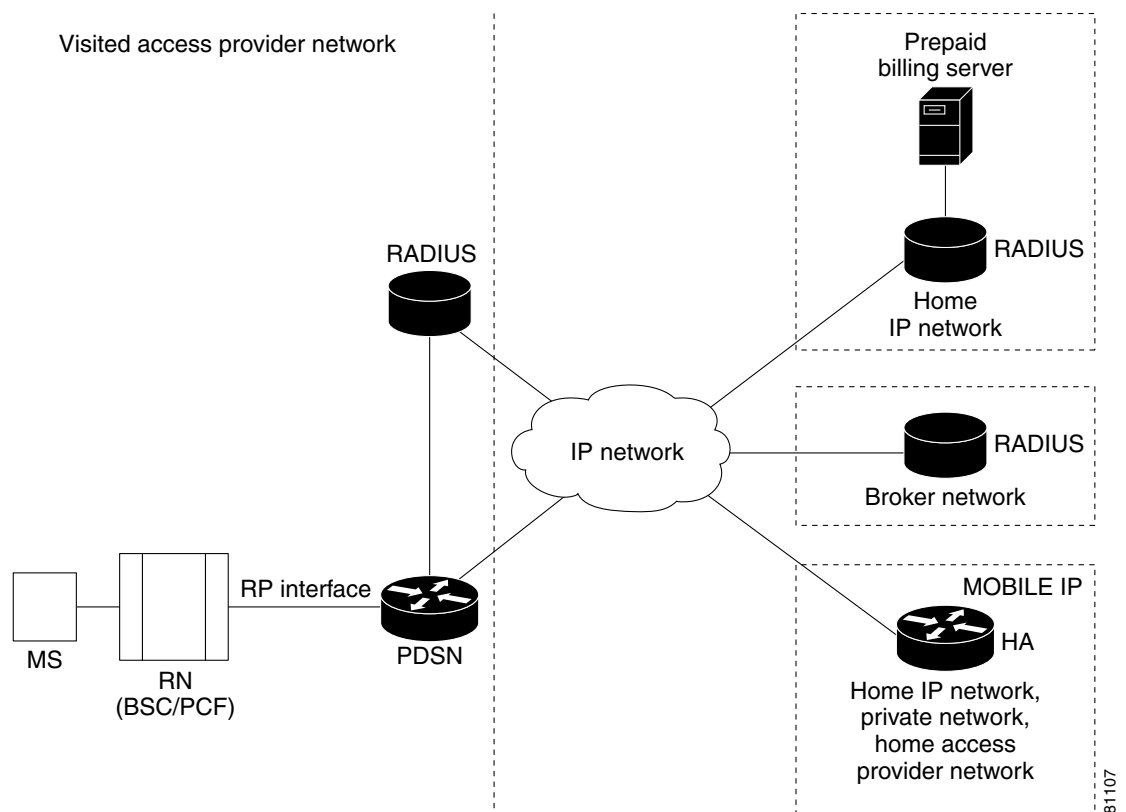 Visited access provider network
Prepaid
billing server
RADIUS
RADIUS
Home
IP network
IP network
RADIUS
Broker network
RP interface
MS
RN
(BSC/PCF)
PDSN
MOBILE IP
HA
Home IP network,
private network,
home access
provider network
81107